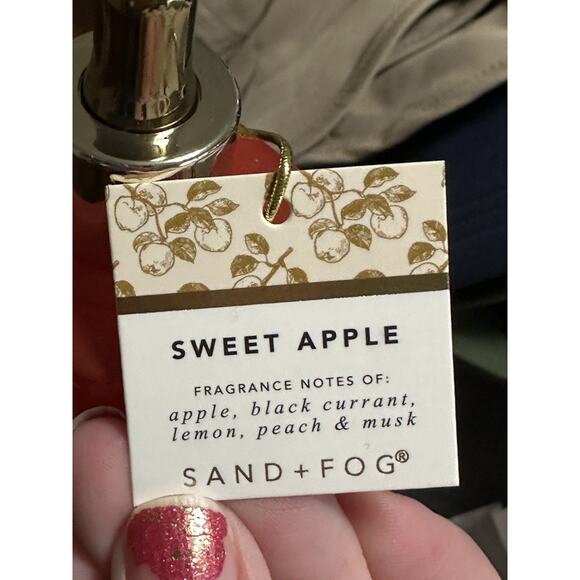 SWEET APPLE
FRAGRANCE NOTES OF:
apple, black currant,
lemon, peach & musk
SAND+FOG®